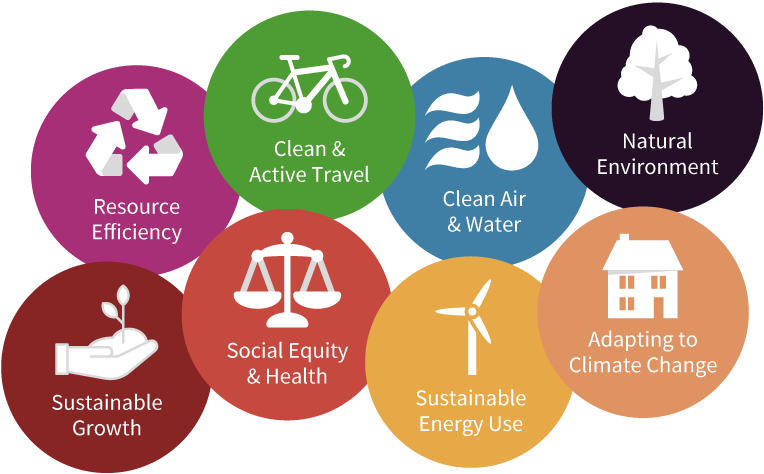 Resource
Efficiency
Clean &
Active Travel
Clean Air
& Water
Natural
Environment
Sustainable
Growth
Social Equity
& Health
Sustainable
Energy Use
Adapting to
Climate Change